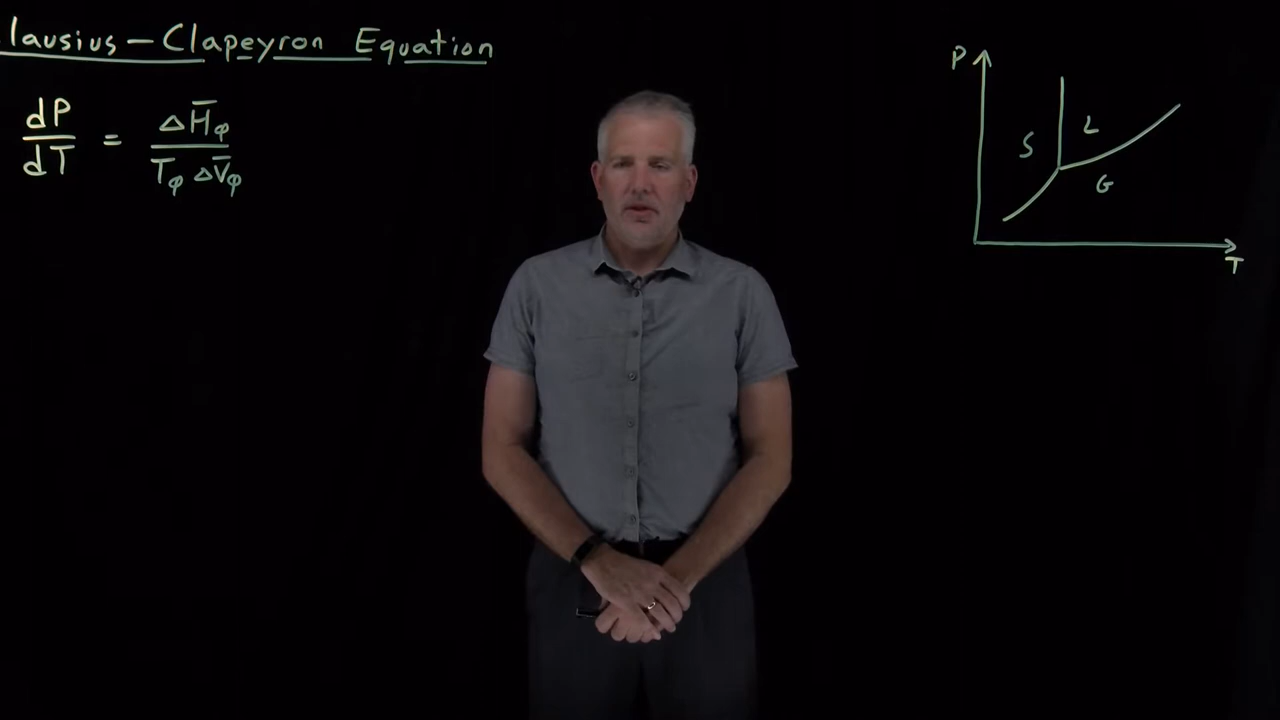 lausius – Clapeyron Equation
dP/dT = ΔH̅φ / Tφ ΔV̅φ
P
S
L
G
T